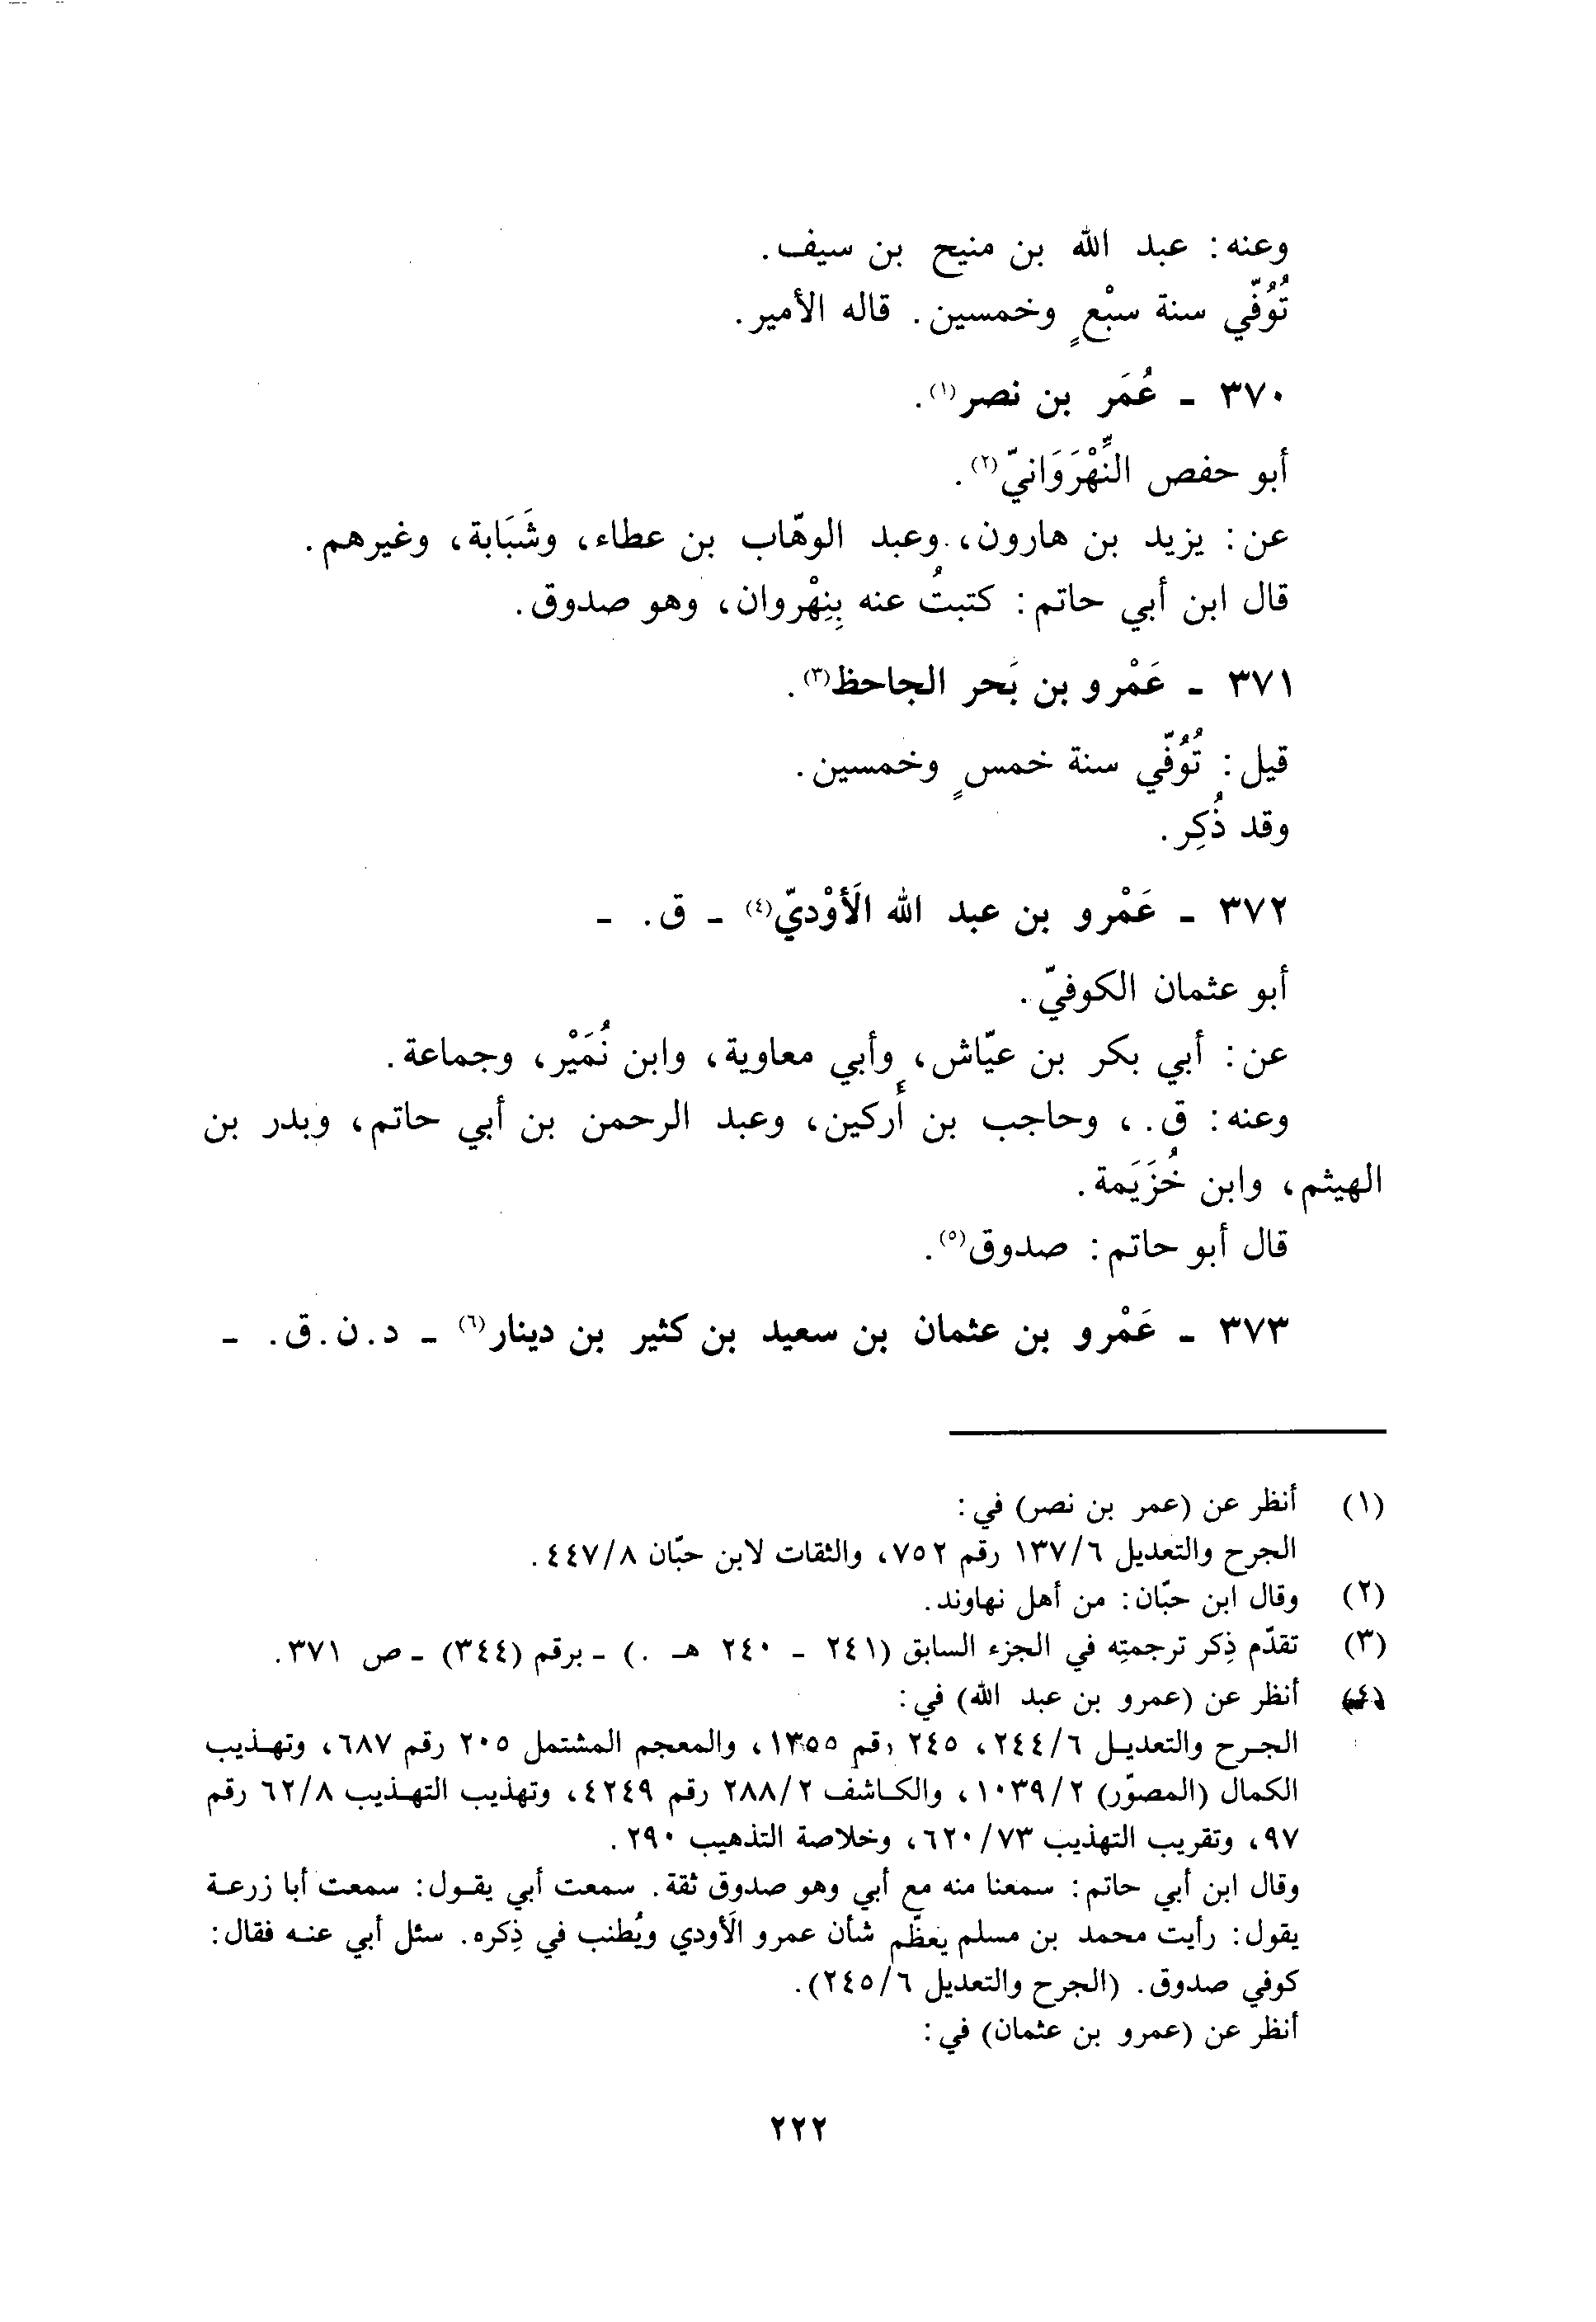 وعنه: عبد الله بن منيح بن سيف.
تُوُفّي سنة سبْعٍ وخمسين. قاله الأمير.
٣٧٠ - عُمَر بن نصر(١).
أبو حفص النَّهْرَوَانيّ(٢).
عن: يزيد بن هارون، وعبد الوهّاب بن عطاء، وشَبَابة، وغيرهم.
قال ابن أبي حاتم: كتبتُ عنه بِنِهْروان، وهو صدوق.
٣٧١ - عَمْرو بن بَحر الجاحظ(٣).
قيل: تُوُفّي سنة خمسٍ وخمسين.
وقد ذُكِر.
٣٧٢ - عَمْرو بن عبد الله الَأوْديّ(٤) - ق. -
أبو عثمان الكوفيّ.
عن: أبي بكر بن عيّاش، وأبي معاوية، وابن نُمَيْر، وجماعة.
وعنه: ق.، وحاجب بن أُركين، وعبد الرحمن بن أبي حاتم، وبدر بن
الهيثم، وابن خُزَيَمة.
قال أبو حاتم: صدوق(٥).
٣٧٣ - عَمْرو بن عثمان بن سعيد بن كثير بن دينار(٦) - د.ن.ق. -
(١) أنظر عن (عمر بن نصر) في:
الجرح والتعديل ١٣٧/٦ رقم ٧٥٢، والثقات لابن حبّان ٤٤٧/٨.
(٢) وقال ابن حبّان: من أهل نهاوند.
(٣) تقدّم ذِكر ترجمتِه في الجزء السابق (٢٤١ - ٢٤٠ هـ .) - برقم (٣٤٤) - ص ٣٧١.
(٤) أنظر عن (عمرو بن عبد الله) في:
الجرح والتعديل ٢٤٤/٦، ٢٤٥ رقم ١٣٥٥، والمعجم المشتمل ٢٠٥ رقم ٦٨٧، وتهذيب
الكمال (المصوّر) ١٠٣٩/٢، والكاشف ٢٨٨/٢ رقم ٤٢٤٩، وتهذيب التهذيب ٦٢/٨ رقم
٩٧، وتقريب التهذيب ٦٢٠/٧٣، وخلاصة التذهيب ٢٩٠.
وقال ابن أبي حاتم: سمعنا منه مع أبي وهو صدوق ثقة. سمعت أبي يقول: سمعت أبا زرعة
يقول: رأيت محمد بن مسلم يعظّم شأن عمرو الَأودي ويُطنب في ذِكره. سئل أبي عنه فقال:
كوفي صدوق. (الجرح والتعديل ٢٤٥/٦).
أنظر عن (عمرو بن عثمان) في:
٢٢٢